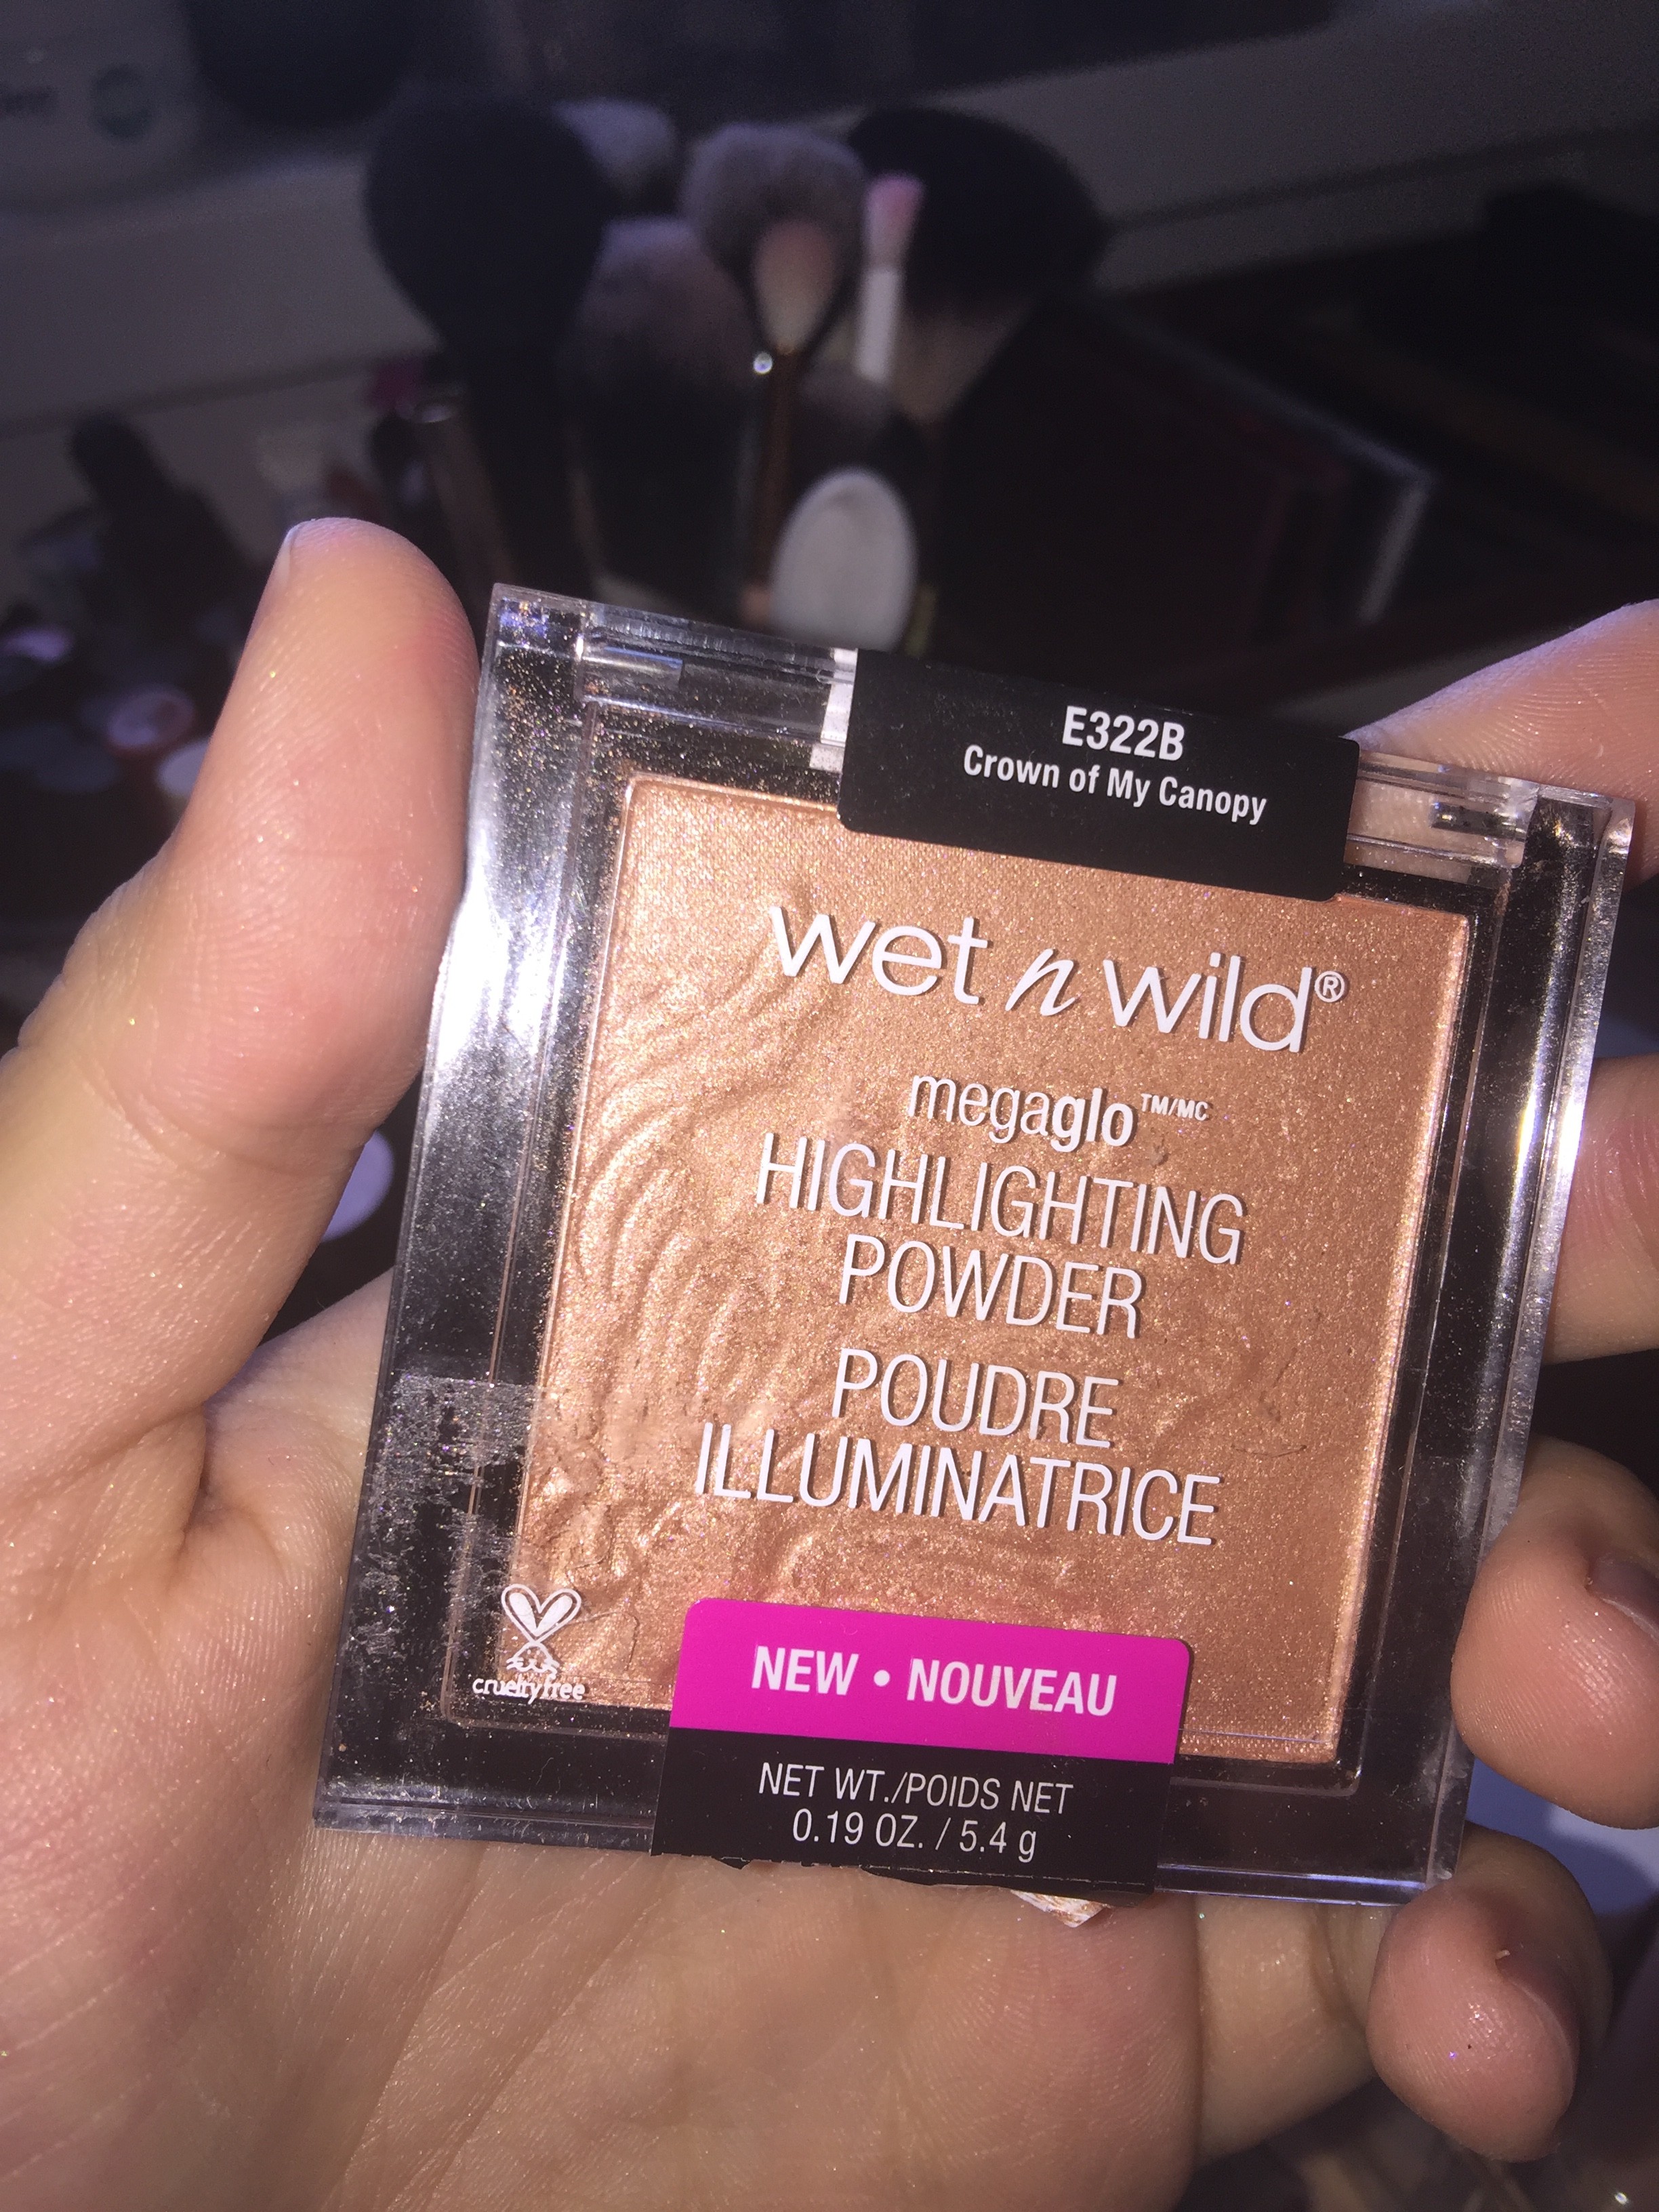 E322B
Crown of My Canopy
wet n wild®
megaglo™/MC
HIGHLIGHTING
POWDER
POUDRE
ILLUMINATRICE
crueltyfree
NEW • NOUVEAU
NET WT./POIDS NET
0.19 OZ. / 5.4 g